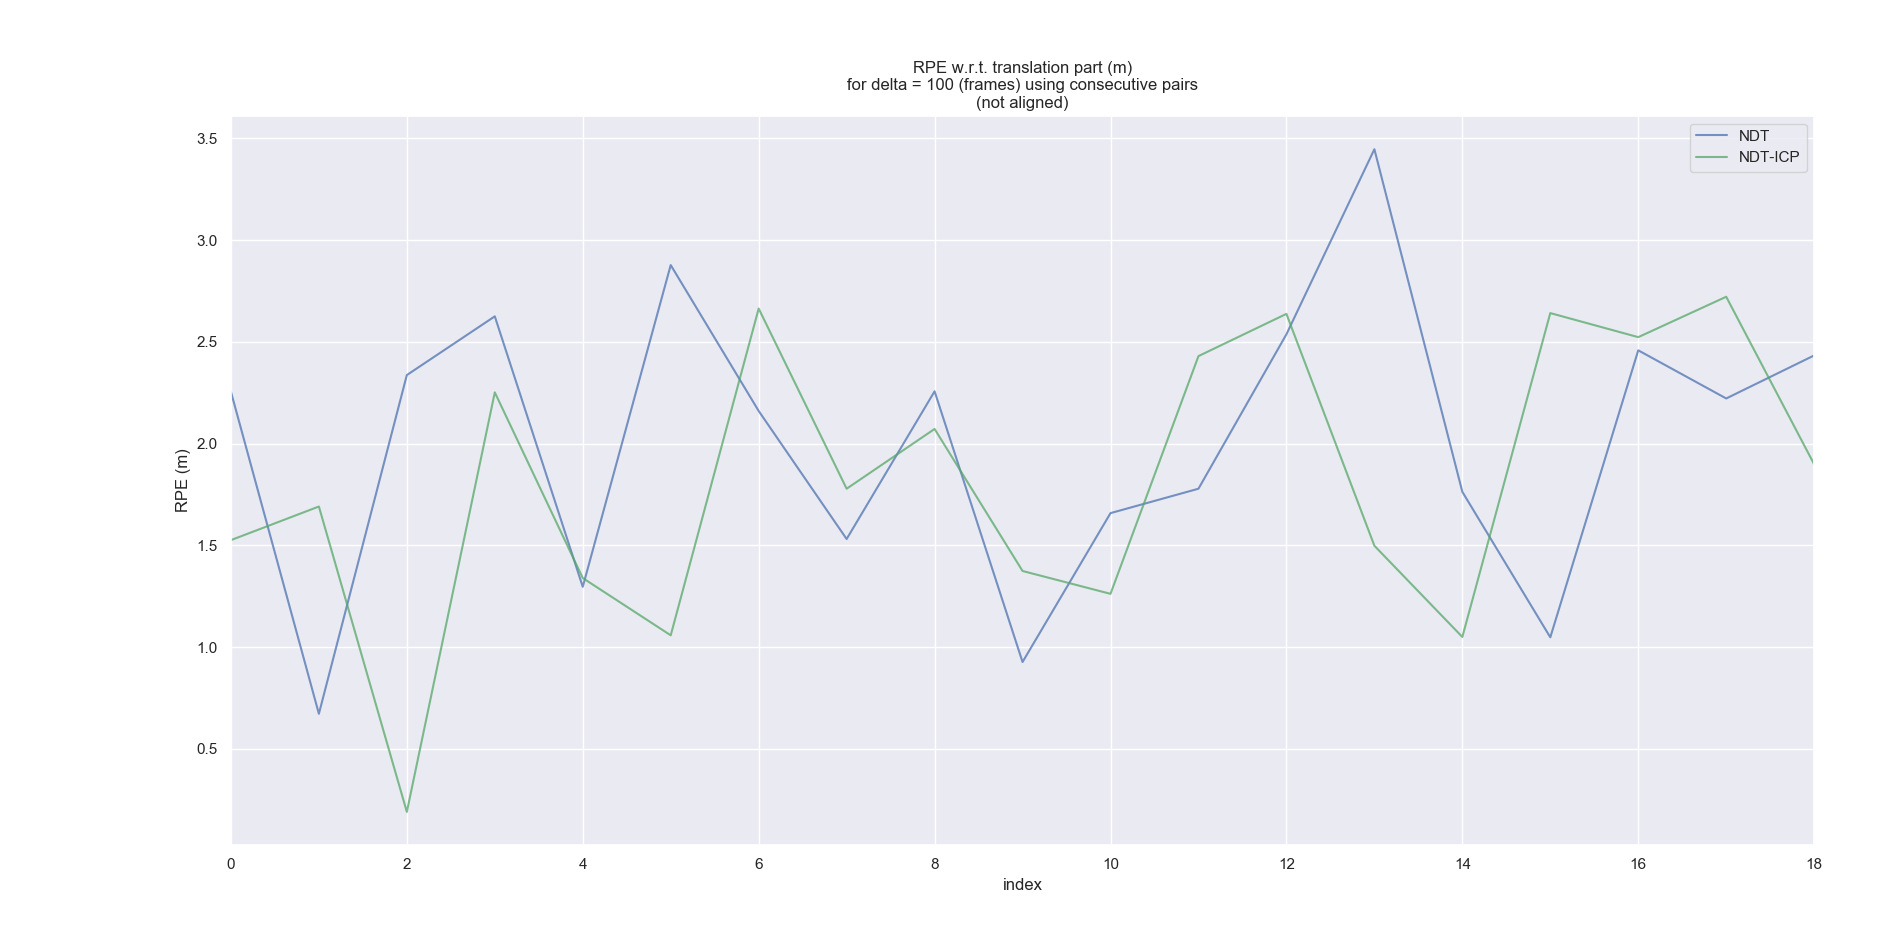 RPE w.r.t. translation part (m)
for delta = 100 (frames) using consecutive pairs
(not aligned)
NDT
NDT-ICP
3.5
3.0
2.5
2.0
1.5
1.0
0.5
RPE (m)
0 2 4 6 8 10 12 14 16 18
index